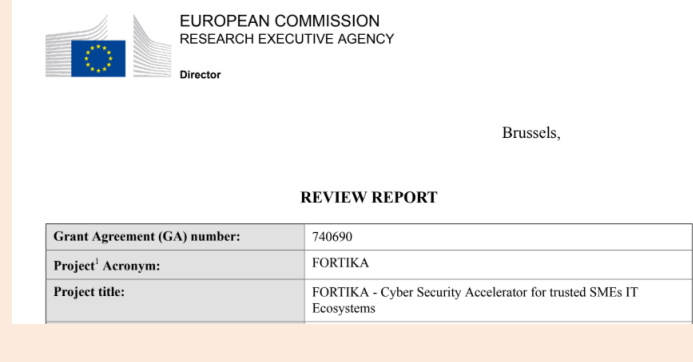 EUROPEAN COMMISSION
RESEARCH EXECUTIVE AGENCY
Director
Brussels,
REVIEW REPORT
Grant Agreement (GA) number: 740690
Project¹ Acronym: FORTIKA
Project title: FORTIKA - Cyber Security Accelerator for trusted SMEs IT
Ecosystems